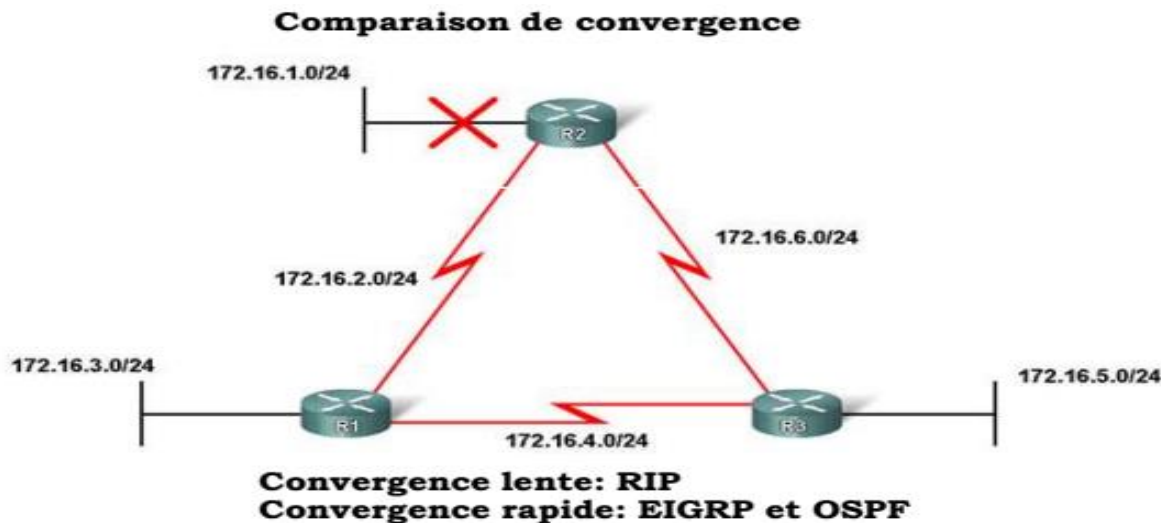 Comparaison de convergence
172.16.1.0/24
R2
172.16.6.0/24
172.16.2.0/24
172.16.3.0/24
172.16.5.0/24
R1
R3
172.16.4.0/24
Convergence lente: RIP
Convergence rapide: EIGRP et OSPF